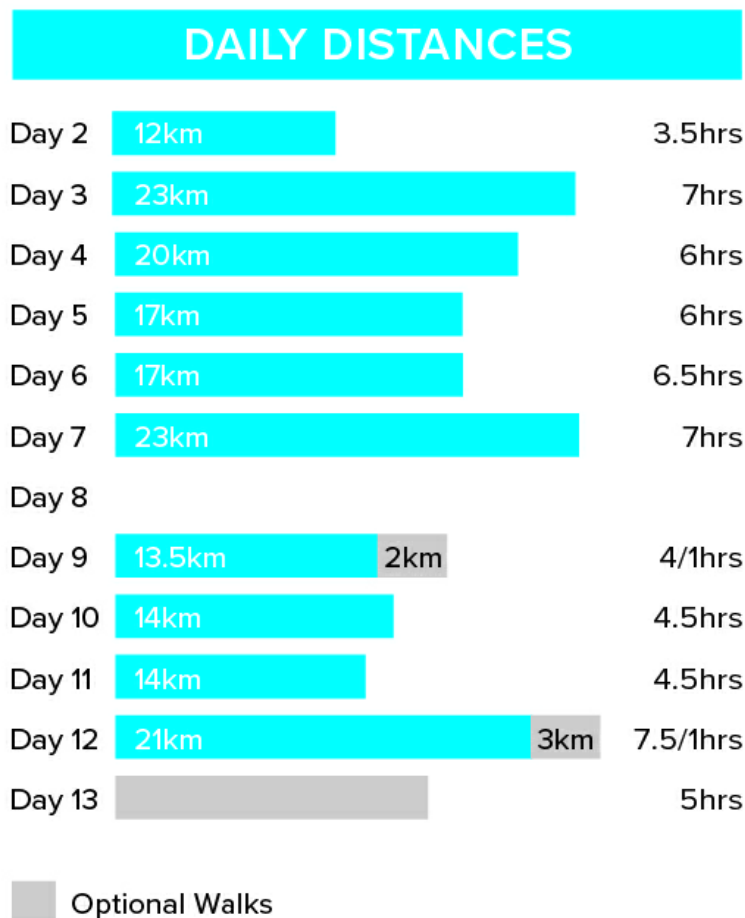 DAILY DISTANCES
Day 2 12km 3.5hrs
Day 3 23km 7hrs
Day 4 20km 6hrs
Day 5 17km 6hrs
Day 6 17km 6.5hrs
Day 7 23km 7hrs
Day 8
Day 9 13.5km 2km 4/1hrs
Day 10 14km 4.5hrs
Day 11 14km 4.5hrs
Day 12 21km 3km 7.5/1hrs
Day 13 5hrs
Optional Walks